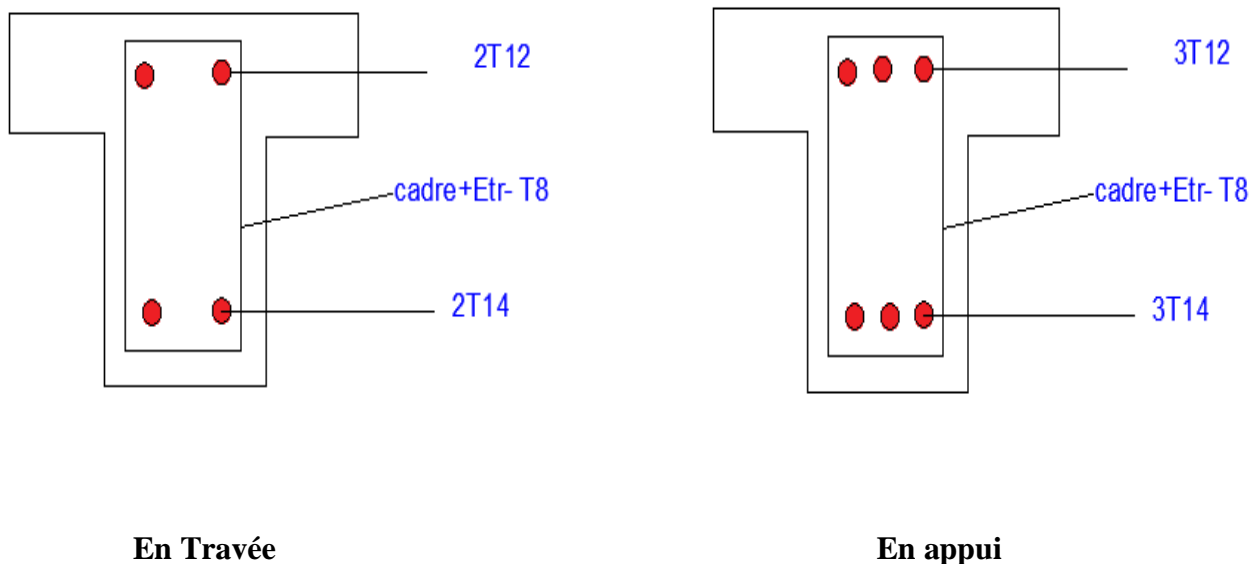 2T12
cadre+Etr- T8
2T14
En Travée
3T12
cadre+Etr- T8
3T14
En appui